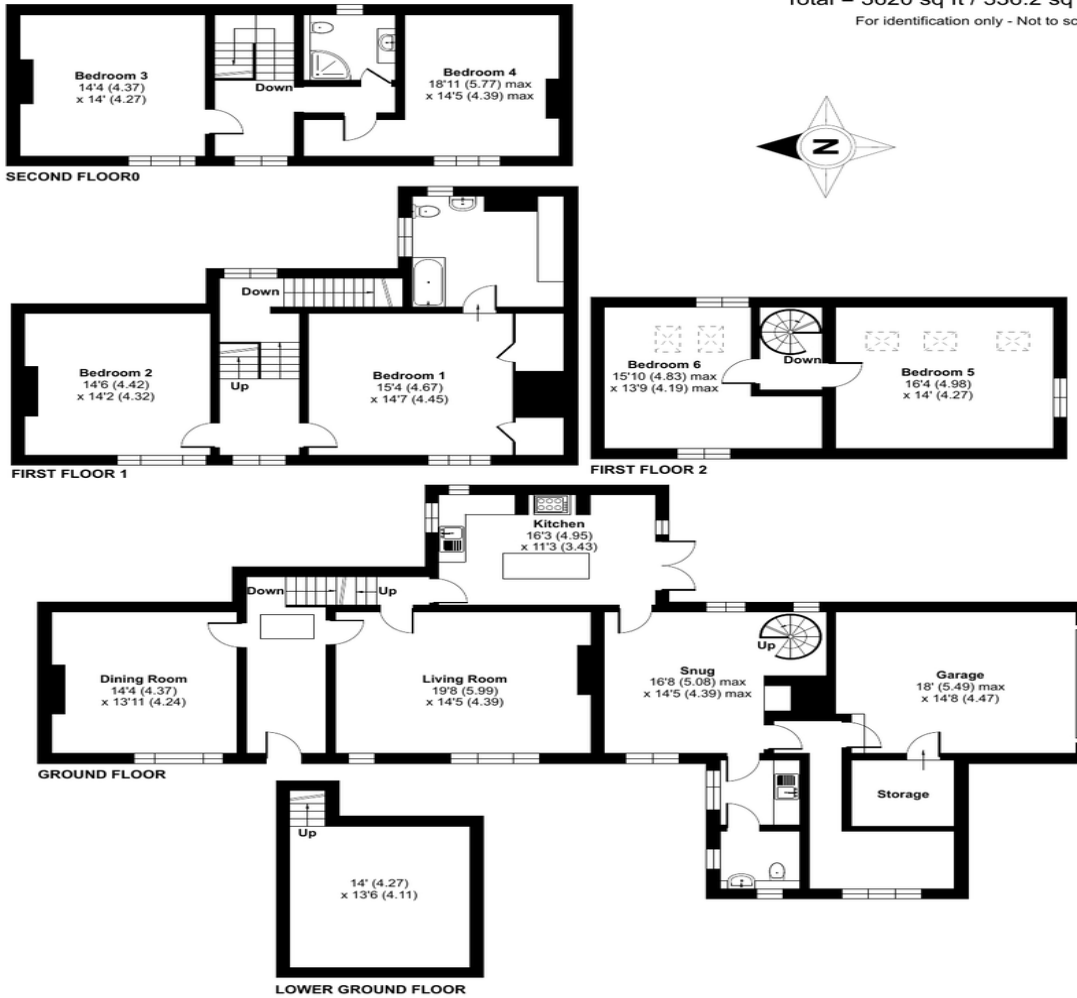 Total = 3620 sq ft / 336.2 sq
For identification only - Not to sc
Bedroom 3
14'4 (4.37)
x 14' (4.27)
Down
Bedroom 4
18'11 (5.77) max
x 14'5 (4.39) max
SECOND FLOOR0
N
Down
Bedroom 2
14'6 (4.42)
x 14'2 (4.32)
Up
Bedroom 1
15'4 (4.67)
x 14'7 (4.45)
FIRST FLOOR 1
Bedroom 6
15'10 (4.83) max
x 13'9 (4.19) max
Down
Bedroom 5
16'4 (4.98)
x 14' (4.27)
FIRST FLOOR 2
Kitchen
16'3 (4.95)
x 11'3 (3.43)
Down
Up
Dining Room
14'4 (4.37)
x 13'11 (4.24)
Living Room
19'8 (5.99)
x 14'5 (4.39)
Snug
16'8 (5.08) max
x 14'5 (4.39) max
Up
Garage
18' (5.49) max
x 14'8 (4.47)
Storage
GROUND FLOOR
Up
14' (4.27)
x 13'6 (4.11)
LOWER GROUND FLOOR